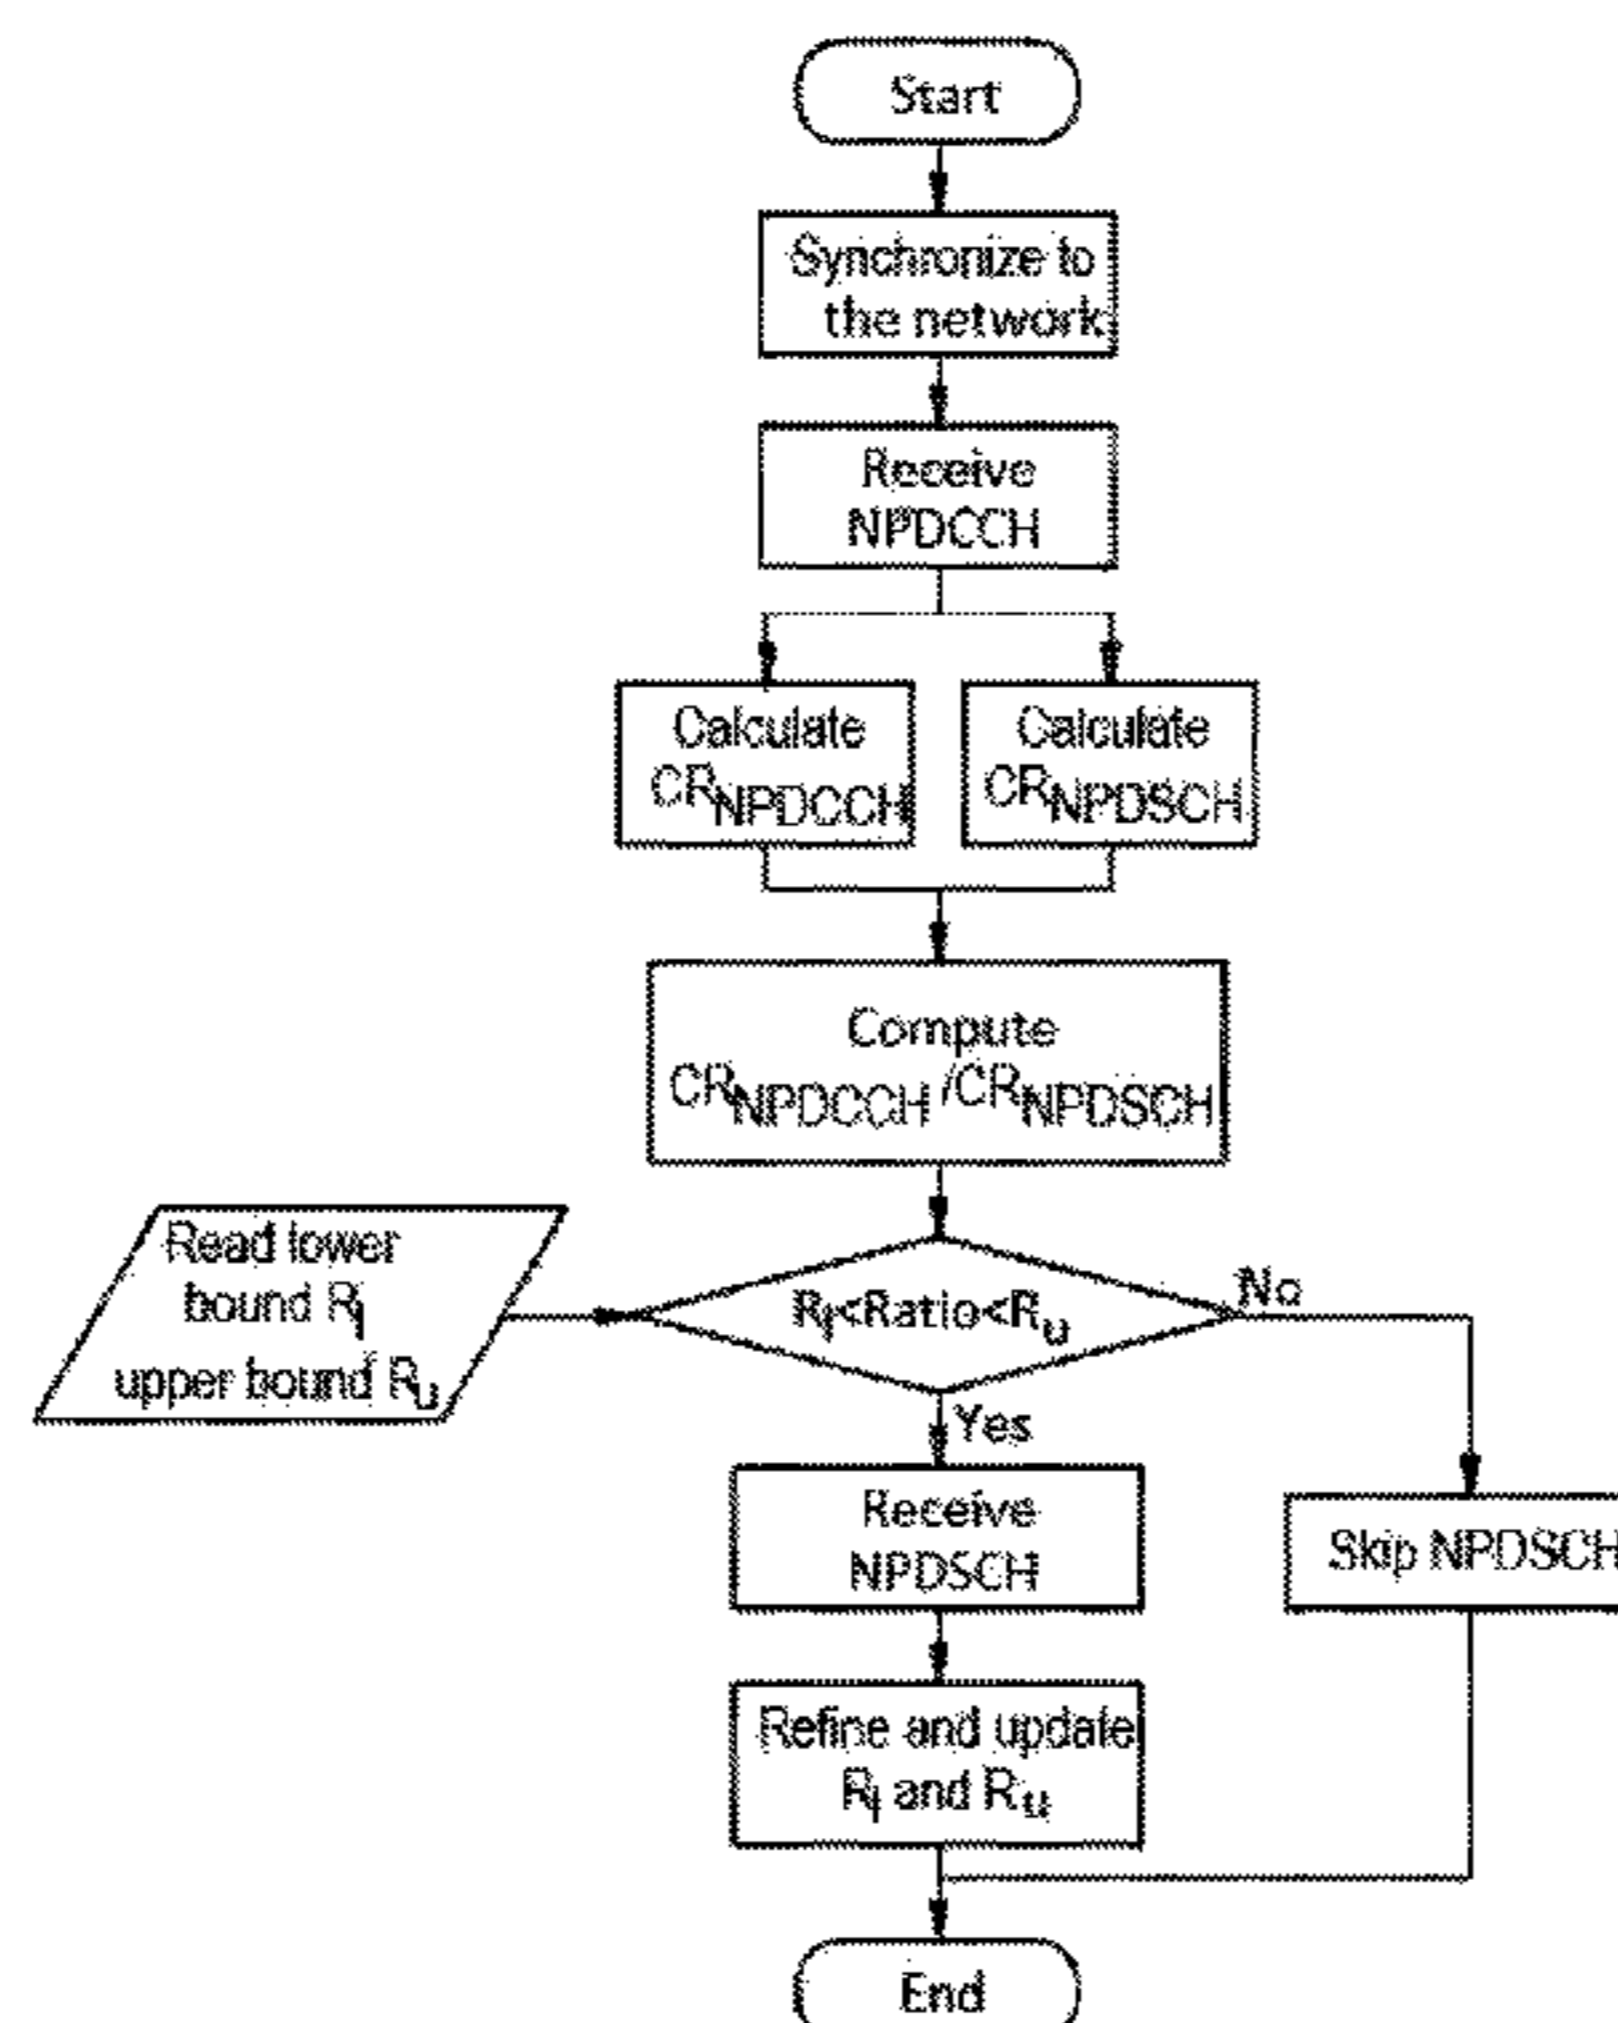 Start
Synchronize to
the network
Receive
NPDCCH
Calculate
CRNPDCCH
Calculate
CRNPDSCH
Compute
CRNPDCCH/CRNPDSCH
Read lower
bound Rl
upper bound Ru
Rl<Ratio<Ru
No
Yes
Receive
NPDSCH
Skip NPDSCH
Refine and update
Rl and Ru
End